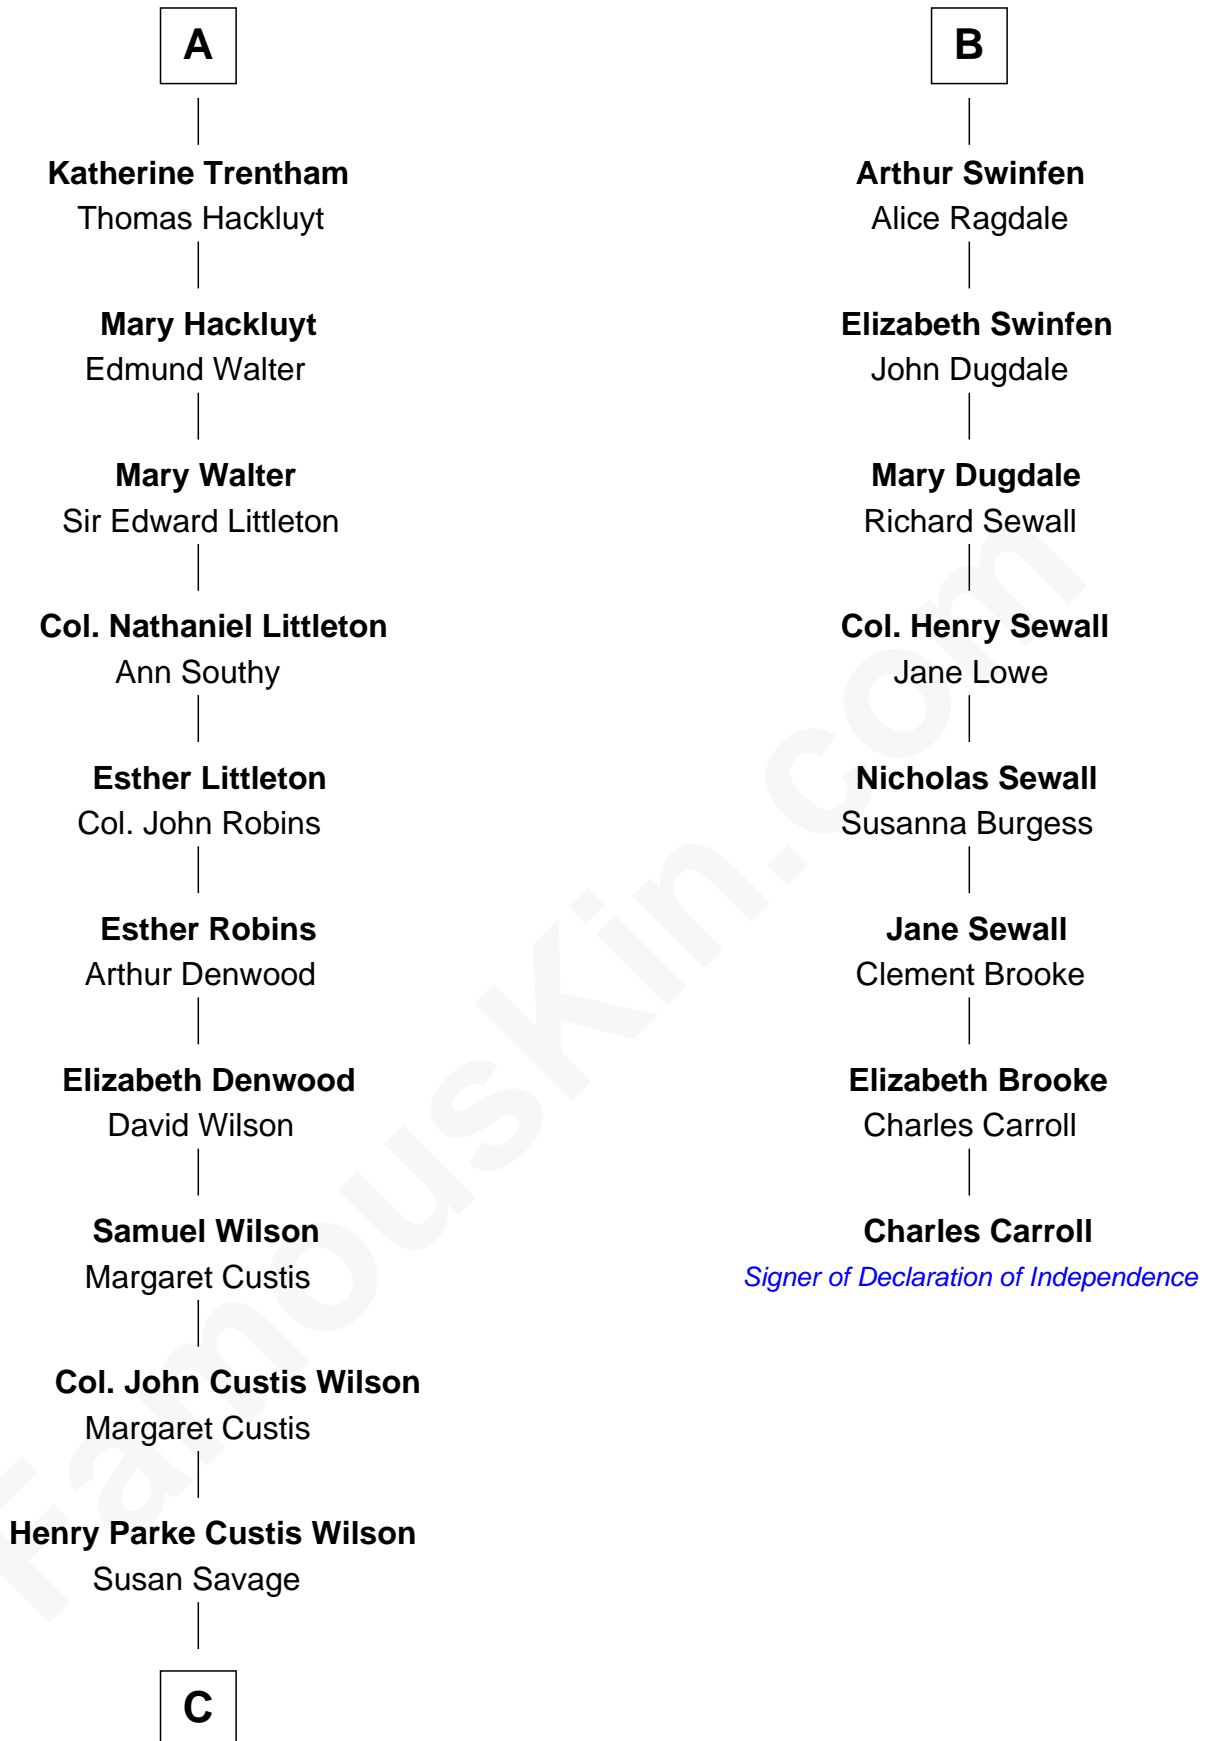 A
Katherine Trentham
Thomas Hackluyt
Mary Hackluyt
Edmund Walter
Mary Walter
Sir Edward Littleton
Col. Nathaniel Littleton
Ann Southy
Esther Littleton
Col. John Robins
Esther Robins
Arthur Denwood
Elizabeth Denwood
David Wilson
Samuel Wilson
Margaret Custis
Col. John Custis Wilson
Margaret Custis
Henry Parke Custis Wilson
Susan Savage
C
B
Arthur Swinfen
Alice Ragdale
Elizabeth Swinfen
John Dugdale
Mary Dugdale
Richard Sewall
Col. Henry Sewall
Jane Lowe
Nicholas Sewall
Susanna Burgess
Jane Sewall
Clement Brooke
Elizabeth Brooke
Charles Carroll
Charles Carroll
Signer of Declaration of Independence
FamousKin.com